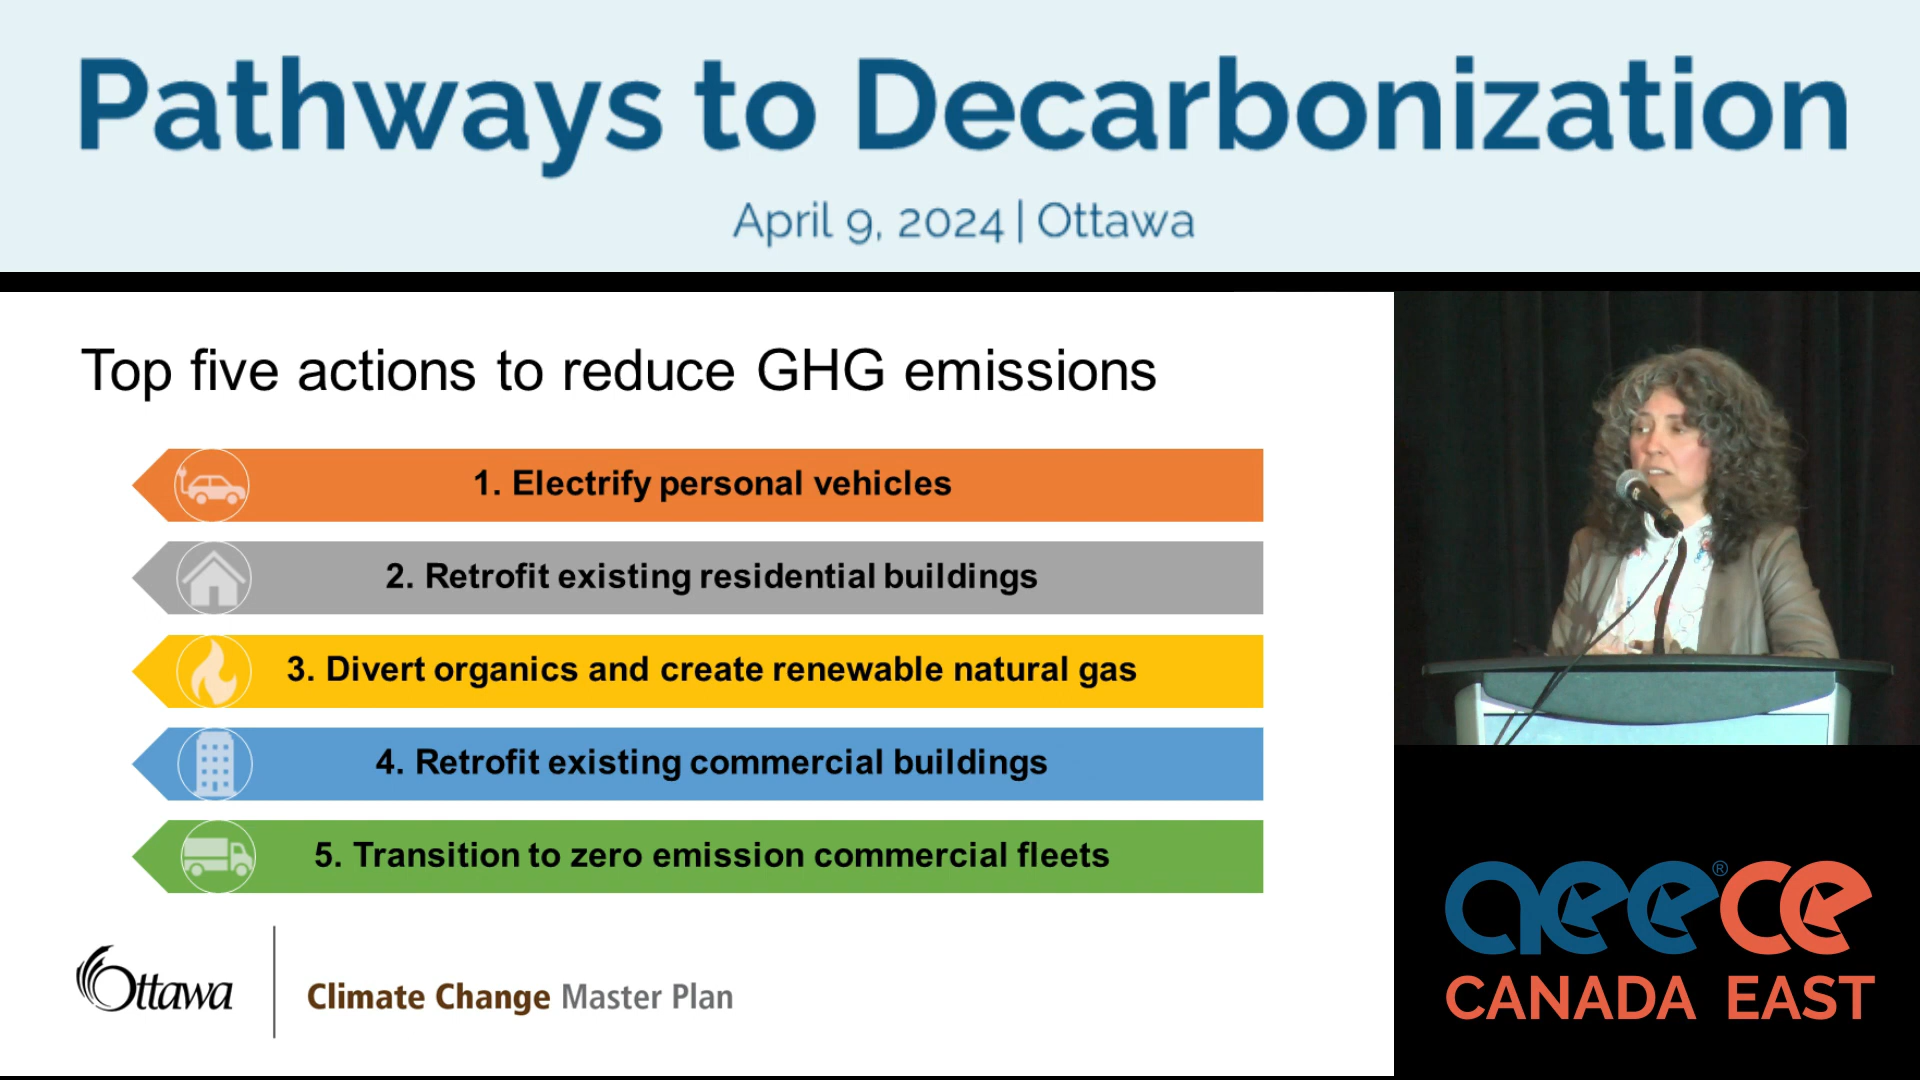 Pathways to Decarbonization
April 9, 2024 | Ottawa
Top five actions to reduce GHG emissions
1. Electrify personal vehicles
2. Retrofit existing residential buildings
3. Divert organics and create renewable natural gas
4. Retrofit existing commercial buildings
5. Transition to zero emission commercial fleets
Ottawa
Climate Change Master Plan
aeece®
CANADA EAST